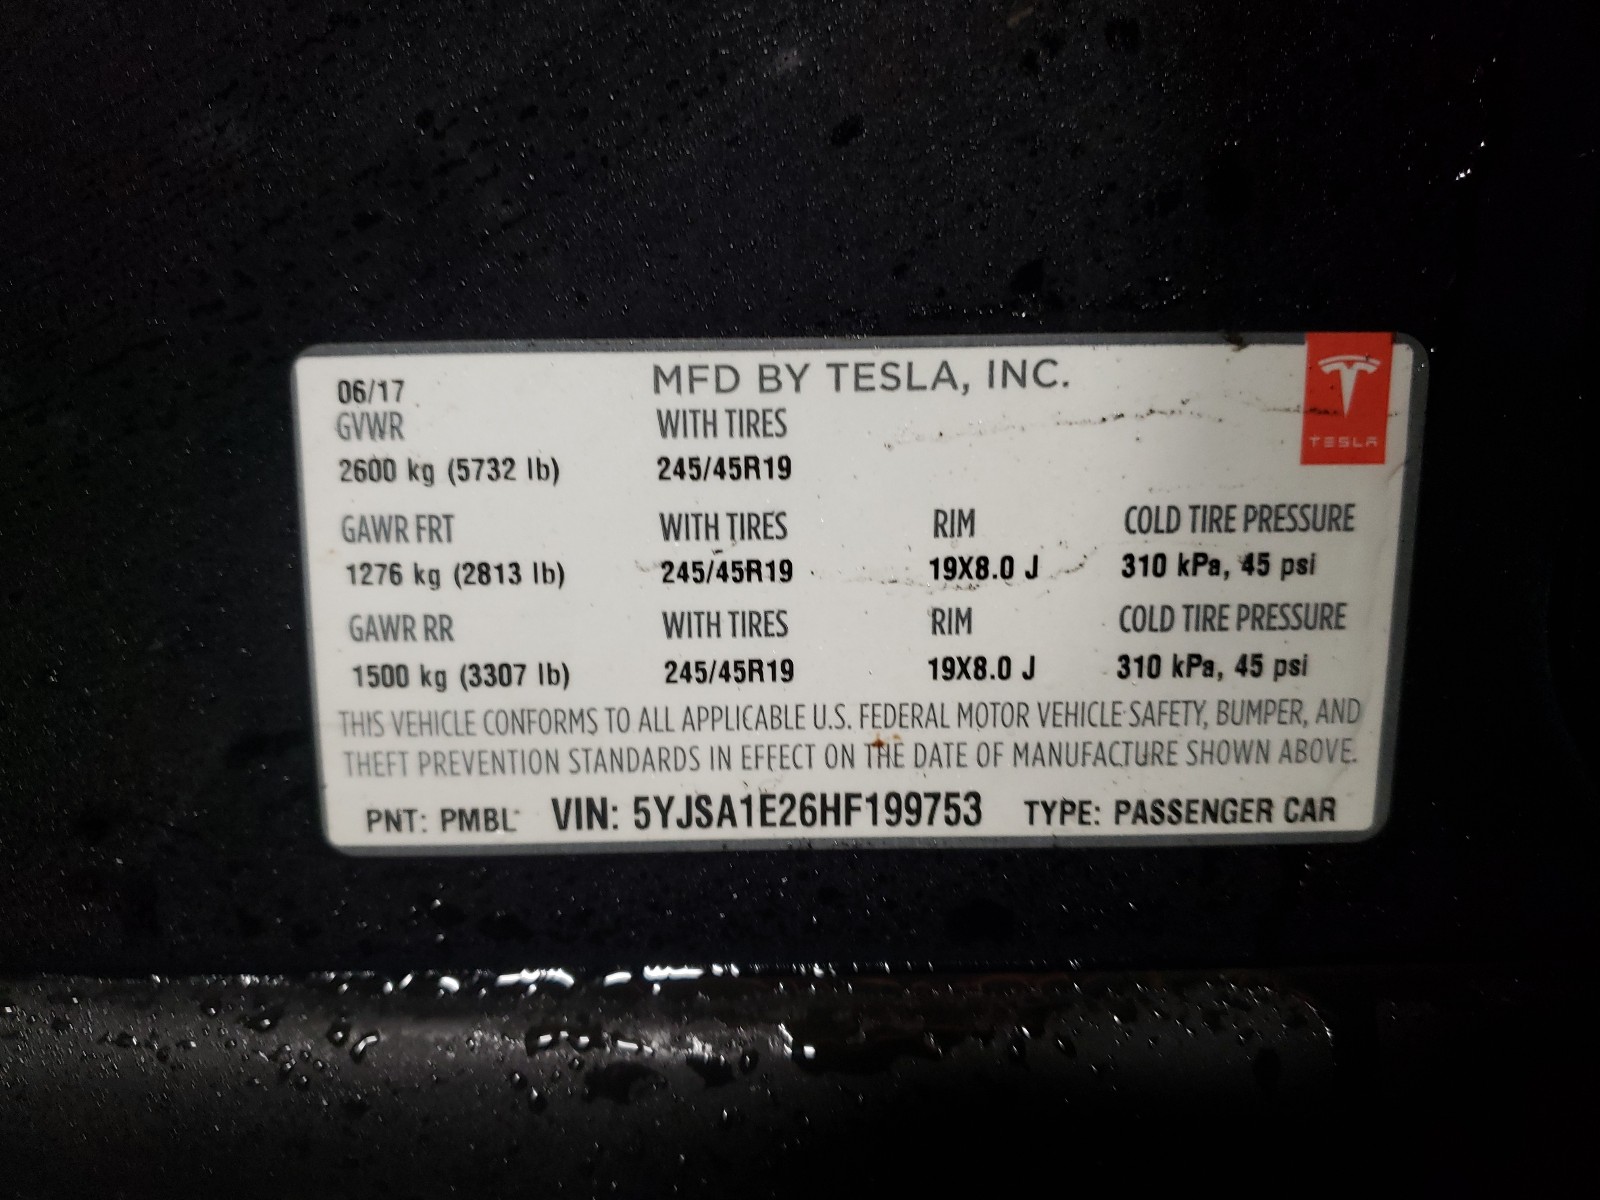 06/17 MFD BY TESLA, INC.
GVWR WITH TIRES
2600 kg (5732 lb) 245/45R19
TESLA
GAWR FRT WITH TIRES RIM COLD TIRE PRESSURE
1276 kg (2813 lb) 245/45R19 19X8.0 J 310 kPa, 45 psi
GAWR RR WITH TIRES RIM COLD TIRE PRESSURE
1500 kg (3307 lb) 245/45R19 19X8.0 J 310 kPa, 45 psi
THIS VEHICLE CONFORMS TO ALL APPLICABLE U.S. FEDERAL MOTOR VEHICLE SAFETY, BUMPER, AND
THEFT PREVENTION STANDARDS IN EFFECT ON THE DATE OF MANUFACTURE SHOWN ABOVE.
PNT: PMBL VIN: 5YJSA1E26HF199753 TYPE: PASSENGER CAR